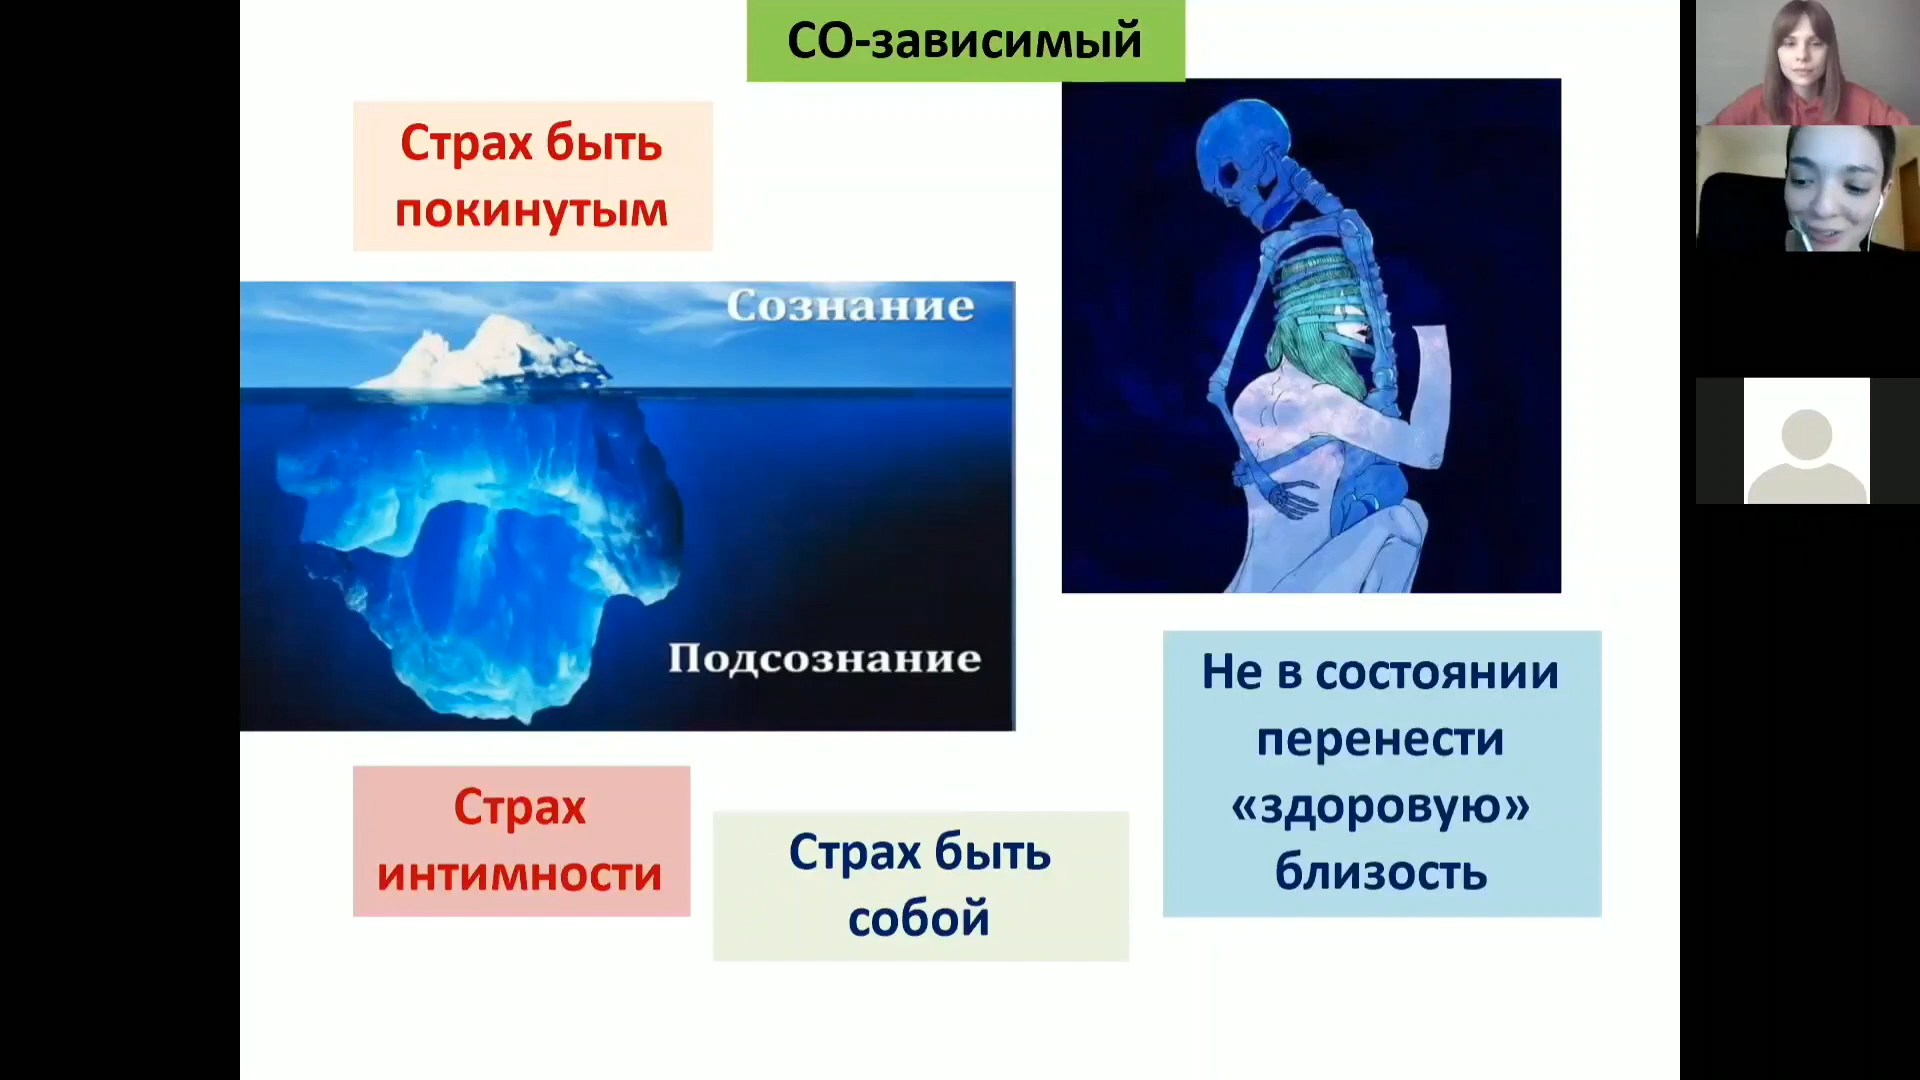 СО-зависимый
Страх быть
покинутым
Сознание
Подсознание
Страх
интимности
Страх быть
собой
Не в состоянии
перенести
«здоровую»
близость